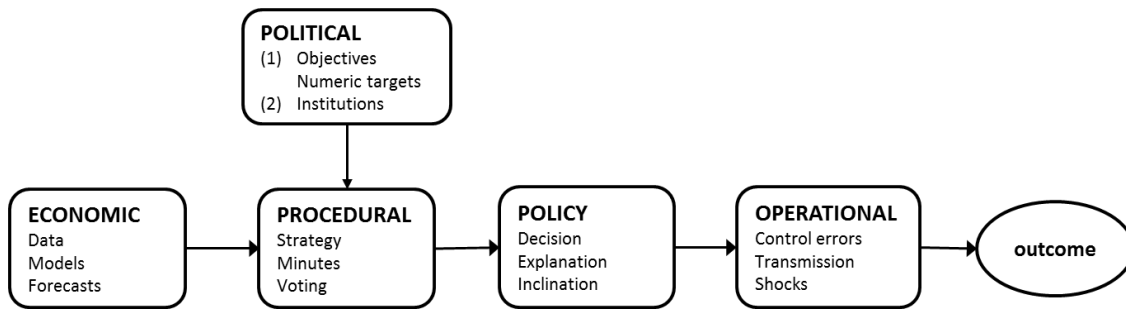 POLITICAL
(1) Objectives
Numeric targets
(2) Institutions
ECONOMIC
Data
Models
Forecasts
PROCEDURAL
Strategy
Minutes
Voting
POLICY
Decision
Explanation
Inclination
OPERATIONAL
Control errors
Transmission
Shocks
outcome